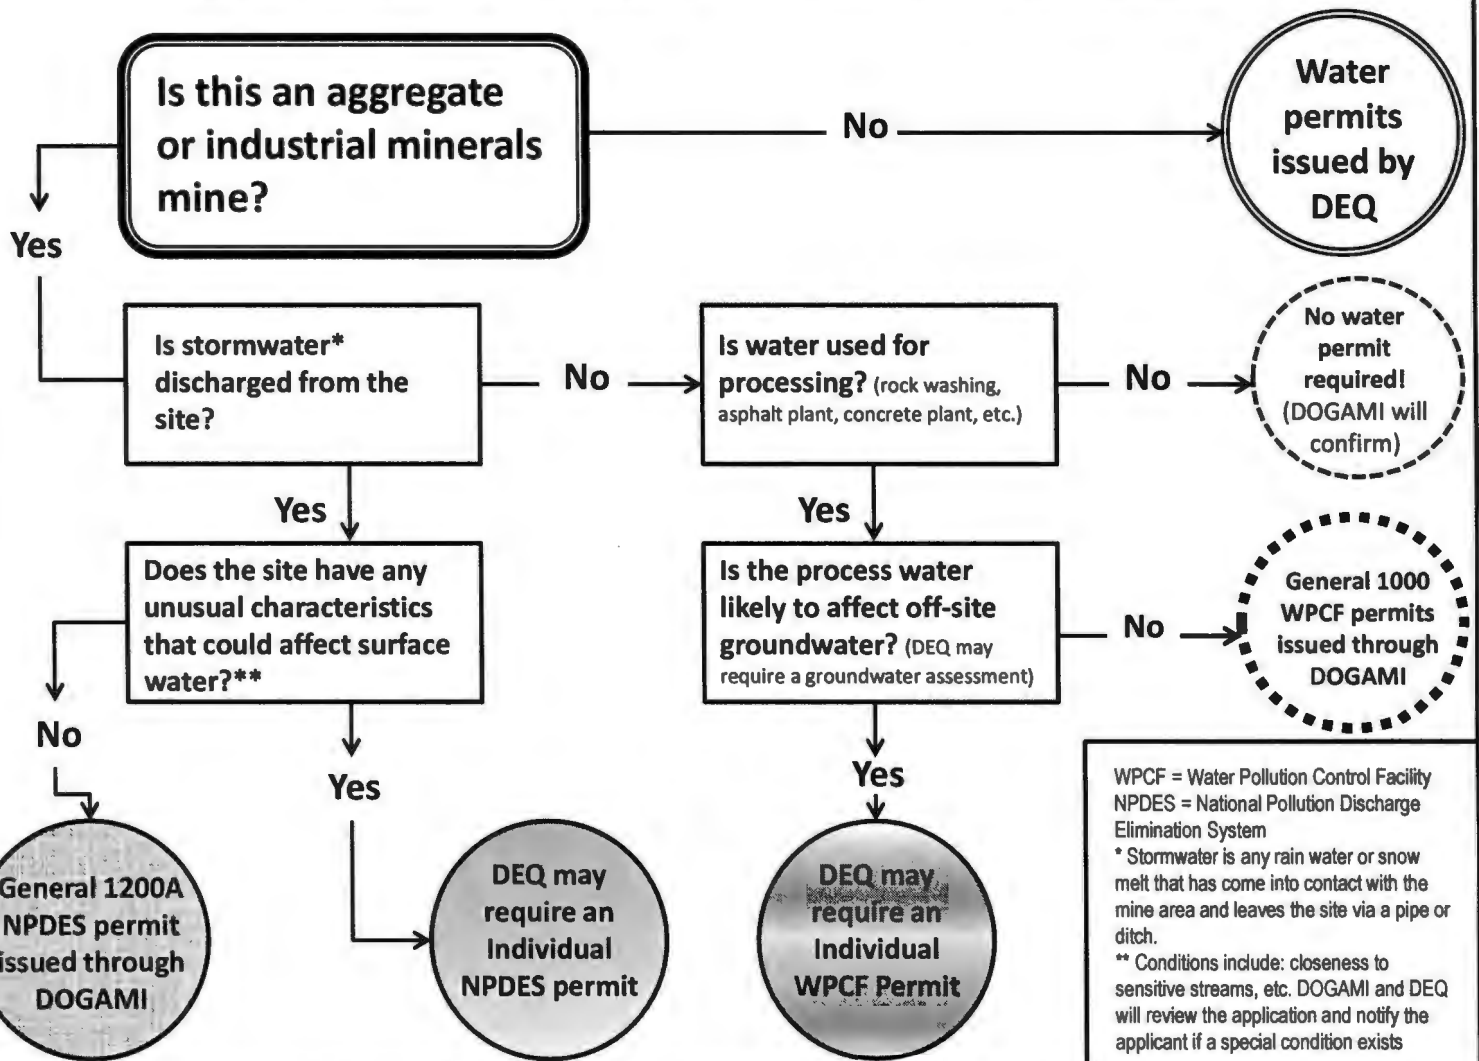 Is this an aggregate
or industrial minerals
mine?
No
Water
permits
issued by
DEQ
Yes
Is stormwater*
discharged from the
site?
No
Is water used for
processing? (rock washing,
asphalt plant, concrete plant, etc.)
No
No water
permit
required!
(DOGAMI will
confirm)
Yes
Yes
Does the site have any
unusual characteristics
that could affect surface
water?**
Is the process water
likely to affect off-site
groundwater? (DEQ may
require a groundwater assessment)
No
General 1000
WPCF permits
issued through
DOGAMI
No
Yes
Yes
General 1200A
NPDES permit
issued through
DOGAMI
DEQ may
require an
Individual
NPDES permit
DEQ may
require an
Individual
WPCF Permit
WPCF = Water Pollution Control Facility
NPDES = National Pollution Discharge
Elimination System
* Stormwater is any rain water or snow
melt that has come into contact with the
mine area and leaves the site via a pipe or
ditch.
** Conditions include: closeness to
sensitive streams, etc. DOGAMI and DEQ
will review the application and notify the
applicant if a special condition exists